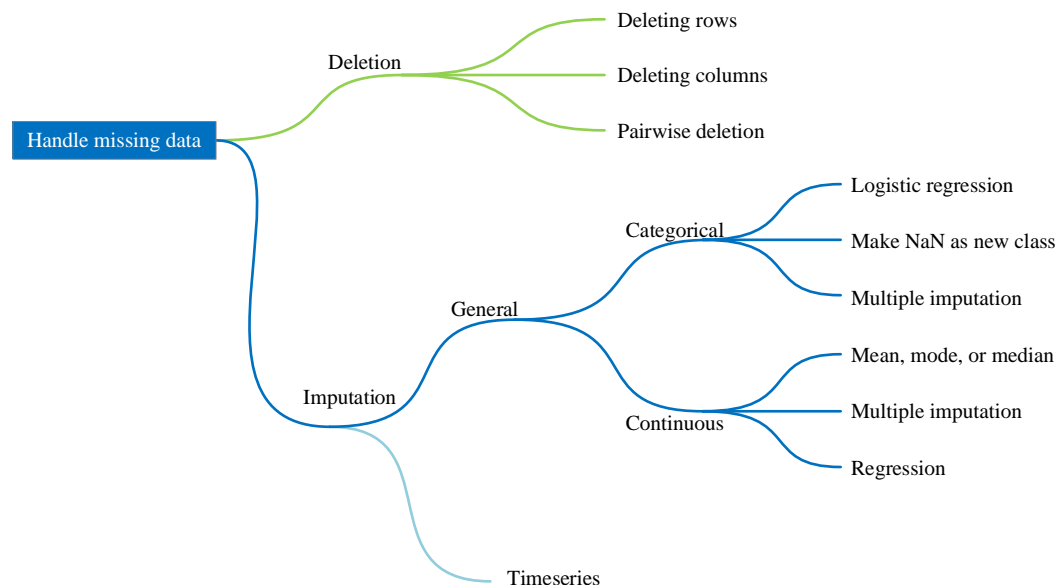 Deleting rows
Deletion
Deleting columns
Pairwise deletion
Handle missing data
Logistic regression
Categorical
Make NaN as new class
Multiple imputation
General
Mean, mode, or median
Imputation
Multiple imputation
Continuous
Regression
Timeseries